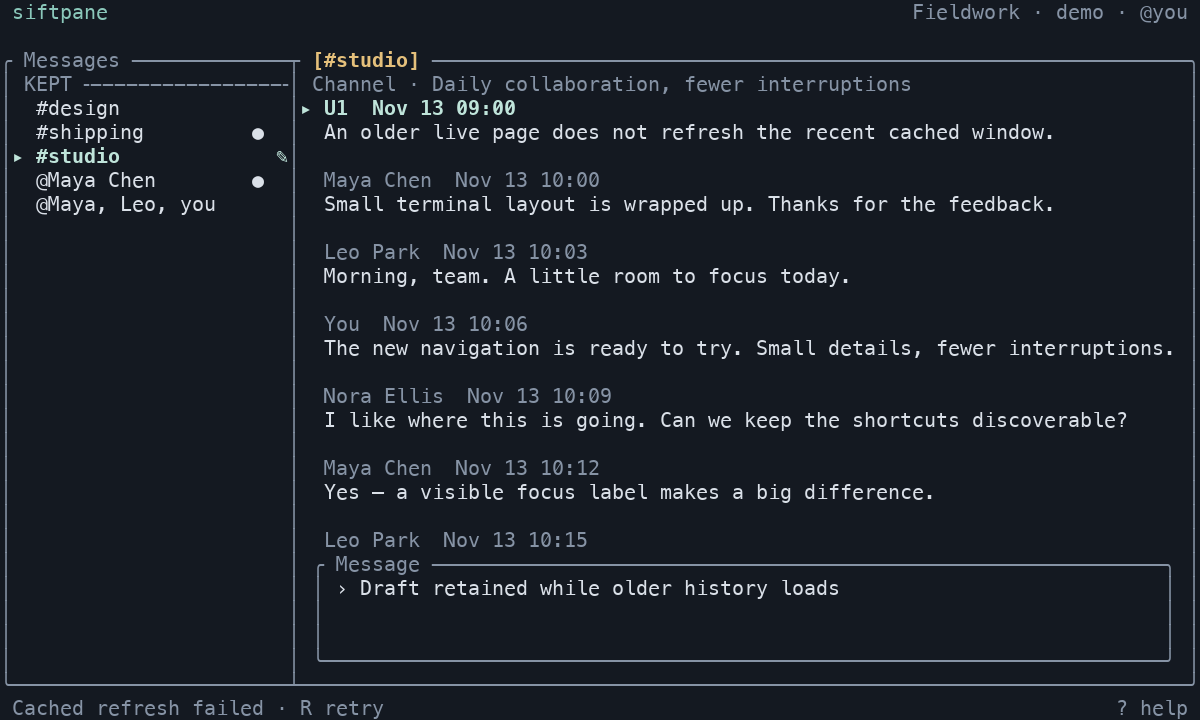 siftpane
Fieldwork · demo · @you
Messages
KEPT
#design
#shipping ●
▸ #studio ✎
@Maya Chen ●
@Maya, Leo, you
[#studio]
Channel · Daily collaboration, fewer interruptions
▸ U1 Nov 13 09:00
An older live page does not refresh the recent cached window.
Maya Chen Nov 13 10:00
Small terminal layout is wrapped up. Thanks for the feedback.
Leo Park Nov 13 10:03
Morning, team. A little room to focus today.
You Nov 13 10:06
The new navigation is ready to try. Small details, fewer interruptions.
Nora Ellis Nov 13 10:09
I like where this is going. Can we keep the shortcuts discoverable?
Maya Chen Nov 13 10:12
Yes — a visible focus label makes a big difference.
Leo Park Nov 13 10:15
Message
› Draft retained while older history loads
Cached refresh failed · R retry
? help